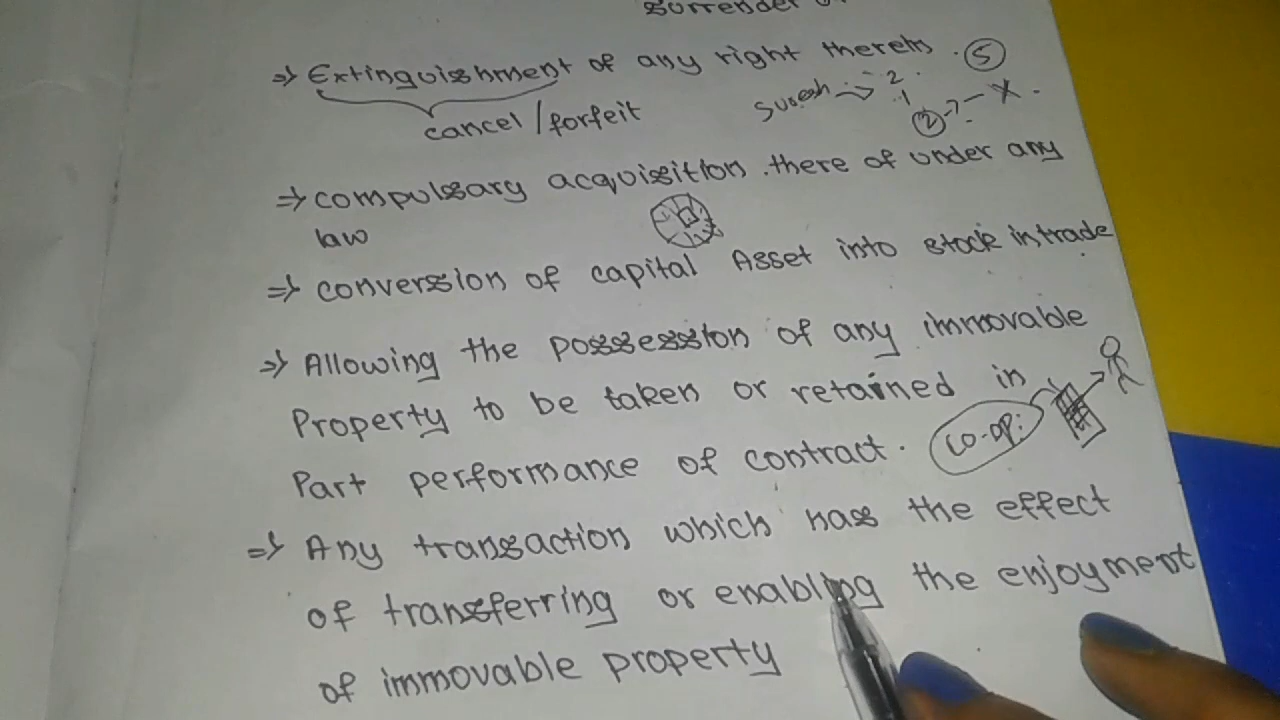 surrender
⇒ Extinguishment of any right therein. ⑤
cancel/forfeit
Suresh → 2.
1
② → - X.
⇒ compulsary acquisition there of under any
law
⇒ conversion of capital Asset into stock in trade
⇒ Allowing the possession of any immovable
Property to be taken or retained in
Part performance of contract.
co-op:
⇒ Any transaction which has the effect
of transferring or enabling the enjoyment
of immovable property